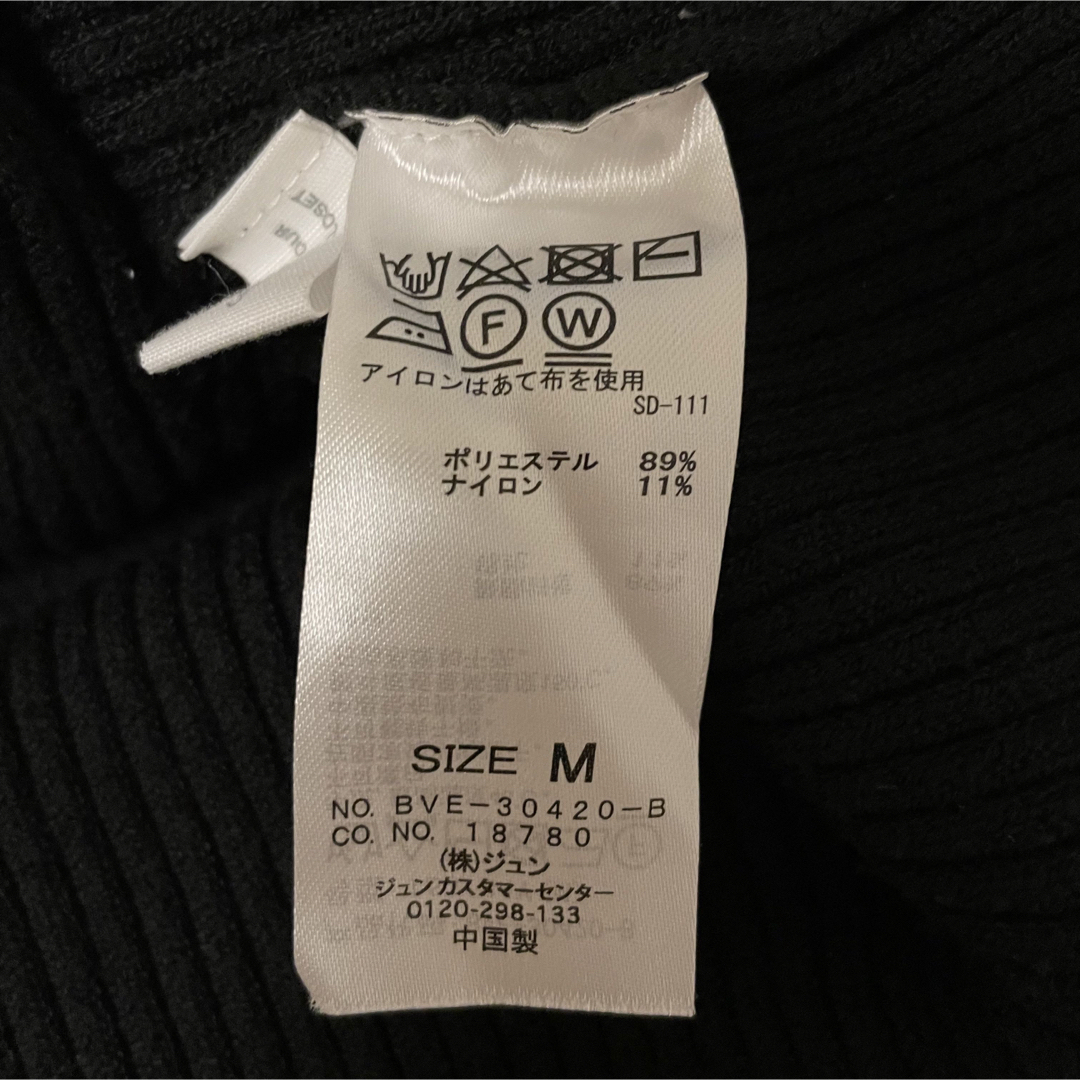 CLOSET
OUR
F W
アイロンはあて布を使用
SD-111
ポリエステル 89%
ナイロン 11%
SIZE M
NO. BVE-30420-B
CO. NO. 18780
(株)ジュン
ジュンカスタマーセンター
0120-298-133
中国製